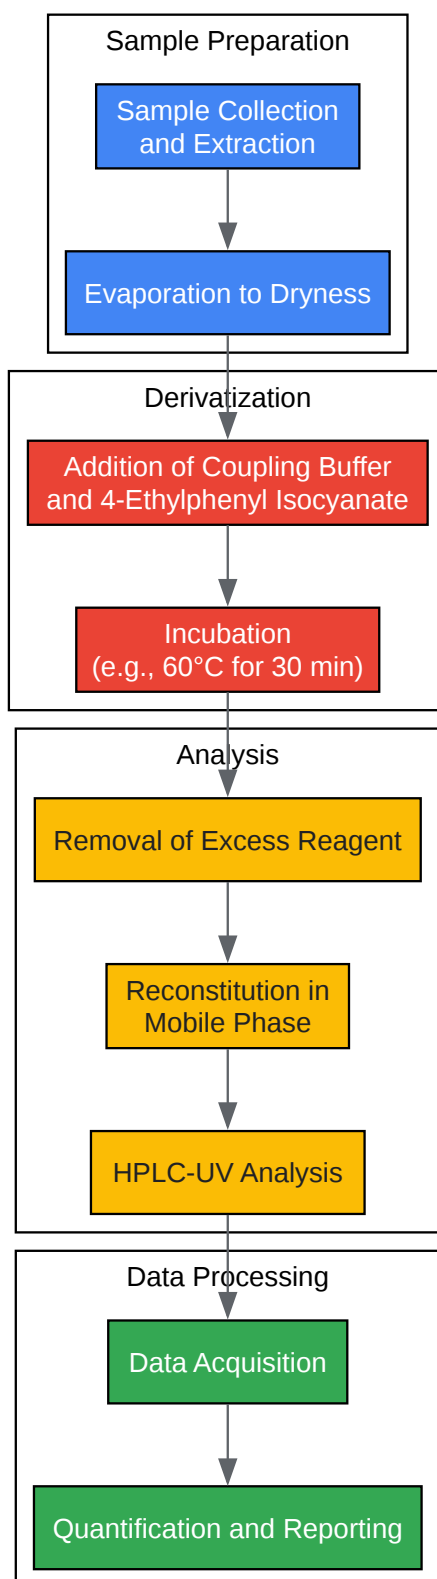 Sample Preparation
Sample Collection
and Extraction
Evaporation to Dryness
Derivatization
Addition of Coupling Buffer
and 4-Ethylphenyl Isocyanate
Incubation
(e.g., 60°C for 30 min)
Analysis
Removal of Excess Reagent
Reconstitution in
Mobile Phase
HPLC-UV Analysis
Data Processing
Data Acquisition
Quantification and Reporting